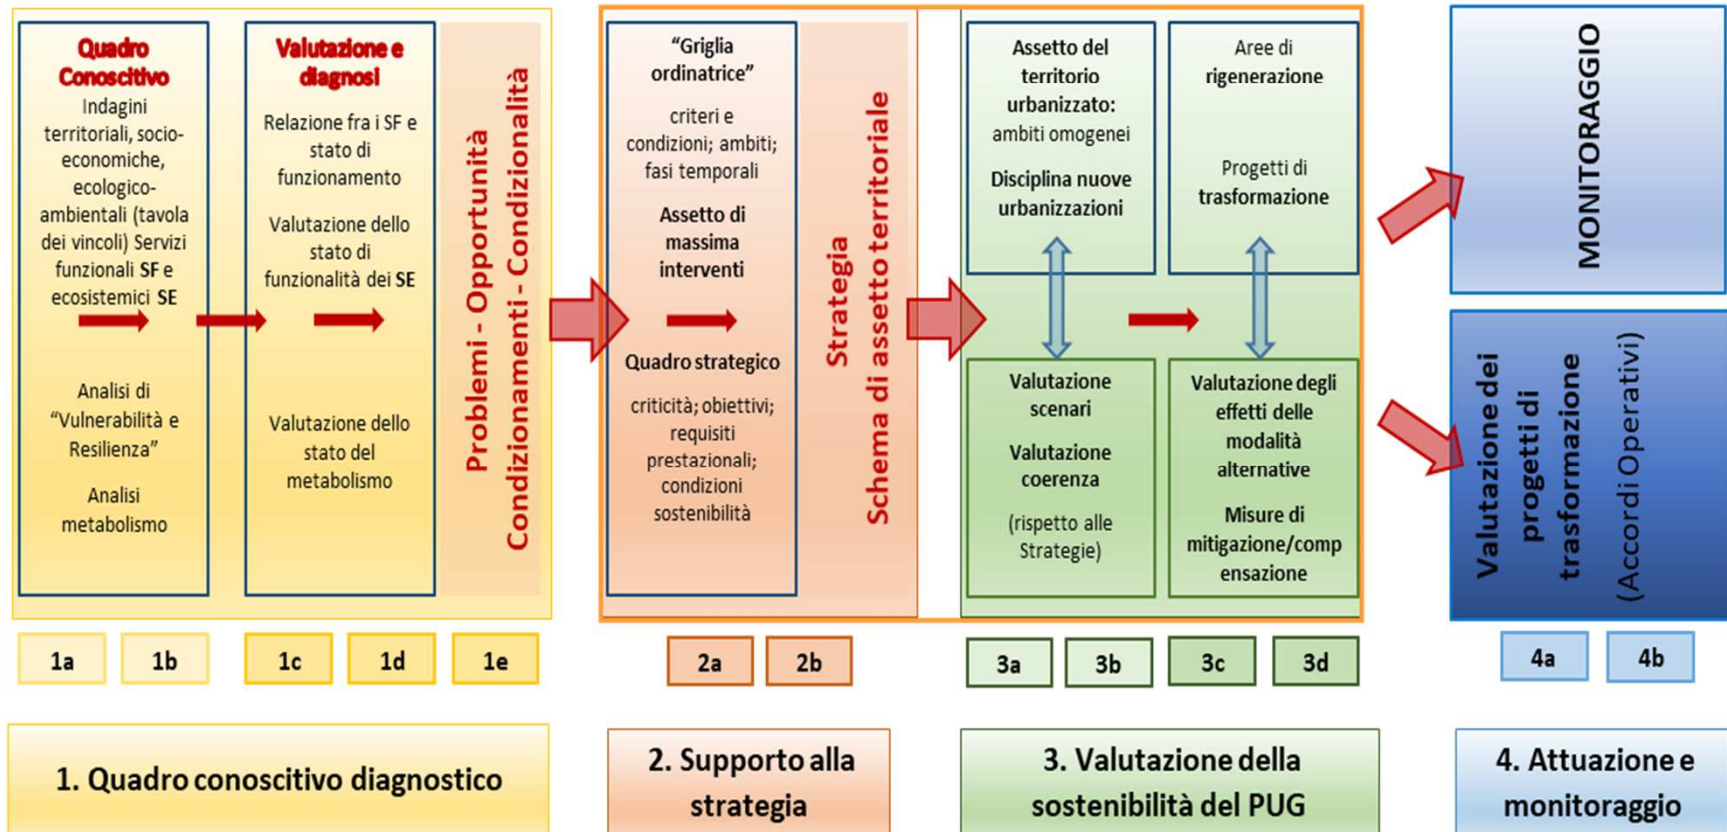 Quadro
Conoscitivo
Indagini
territoriali, socio-
economiche,
ecologico-
ambientali (tavola
dei vincoli) Servizi
funzionali SF e
ecosistemici SE
Analisi di
“Vulnerabilità e
Resilienza”
Analisi
metabolismo
Valutazione e
diagnosi
Relazione fra i SF e
stato di
funzionamento
Valutazione dello
stato di
funzionalità dei SE
Valutazione dello
stato del
metabolismo
Problemi - Opportunità
Condizionamenti - Condizionalità
“Griglia
ordinatrice”
criteri e
condizioni; ambiti;
fasi temporali
Assetto di
massima
interventi
Quadro strategico
criticità; obiettivi;
requisiti
prestazionali;
condizioni
sostenibilità
Strategia
Schema di assetto territoriale
Assetto del
territorio
urbanizzato:
ambiti omogenei
Disciplina nuove
urbanizzazioni
Aree di
rigenerazione
Progetti di
trasformazione
Valutazione
scenari
Valutazione
coerenza
(rispetto alle
Strategie)
Valutazione degli
effetti delle
modalità
alternative
Misure di
mitigazione/comp
ensazione
MONITORAGGIO
Valutazione dei
progetti di
trasformazione
(Accordi Operativi)
1a
1b
1c
1d
1e
2a
2b
3a
3b
3c
3d
4a
4b
1. Quadro conoscitivo diagnostico
2. Supporto alla
strategia
3. Valutazione della
sostenibilità del PUG
4. Attuazione e
monitoraggio